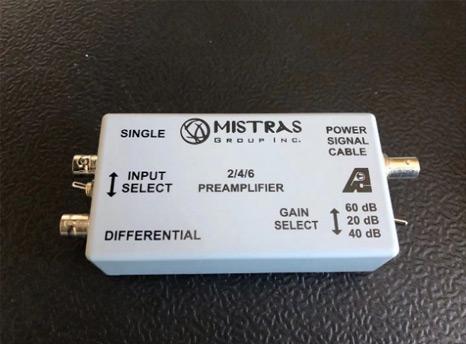 SINGLE
MISTRAS
GROUP INC.
POWER
SIGNAL
CABLE
INPUT
SELECT
2/4/6
PREAMPLIFIER
GAIN
SELECT
60 dB
20 dB
40 dB
DIFFERENTIAL